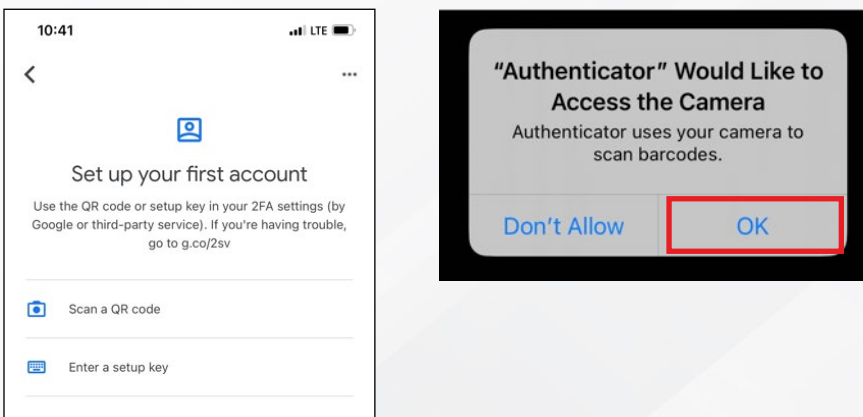 10:41
LTE
Set up your first account
Use the QR code or setup key in your 2FA settings (by
Google or third-party service). If you're having trouble,
go to g.co/2sv
Scan a QR code
Enter a setup key
“Authenticator” Would Like to
Access the Camera
Authenticator uses your camera to
scan barcodes.
Don’t Allow
OK